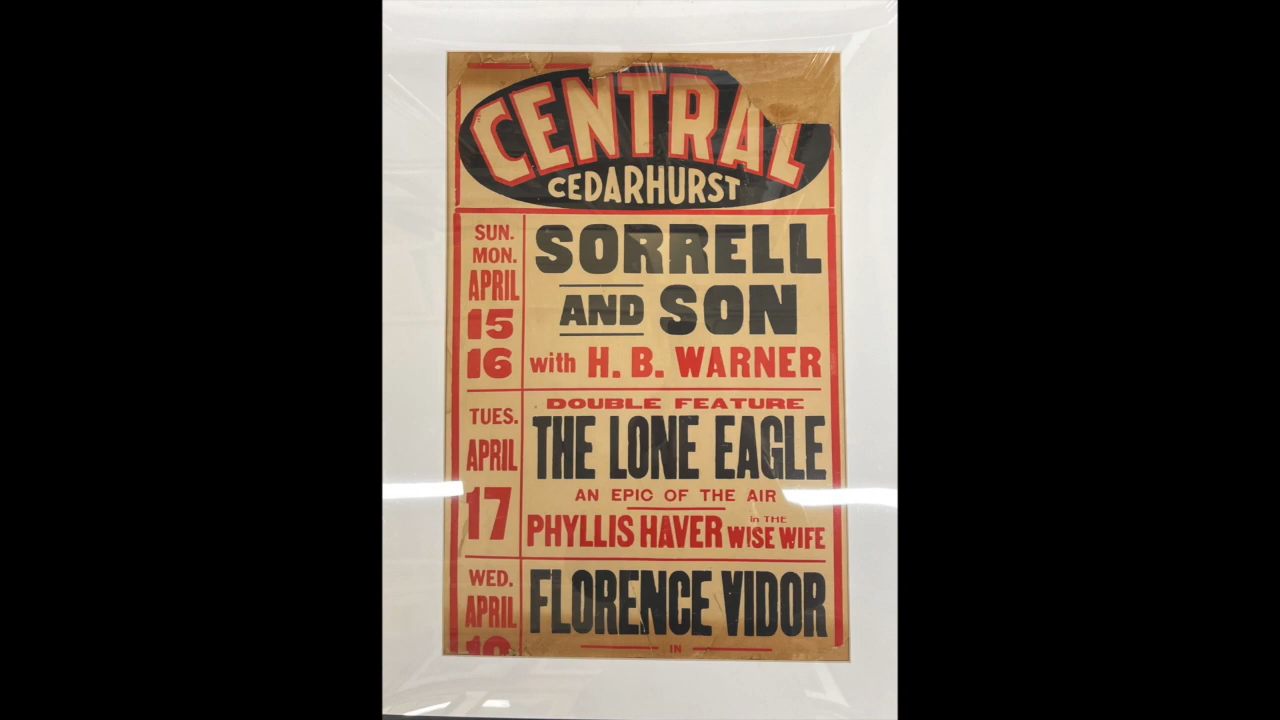 CENTRAL
CEDARHURST
SUN.
MON.
APRIL
15
16
SORRELL
AND SON
with H. B. WARNER
TUES.
APRIL
17
DOUBLE FEATURE
THE LONE EAGLE
AN EPIC OF THE AIR
PHYLLIS HAVER in THE WISE WIFE
WED.
APRIL
FLORENCE VIDOR
IN